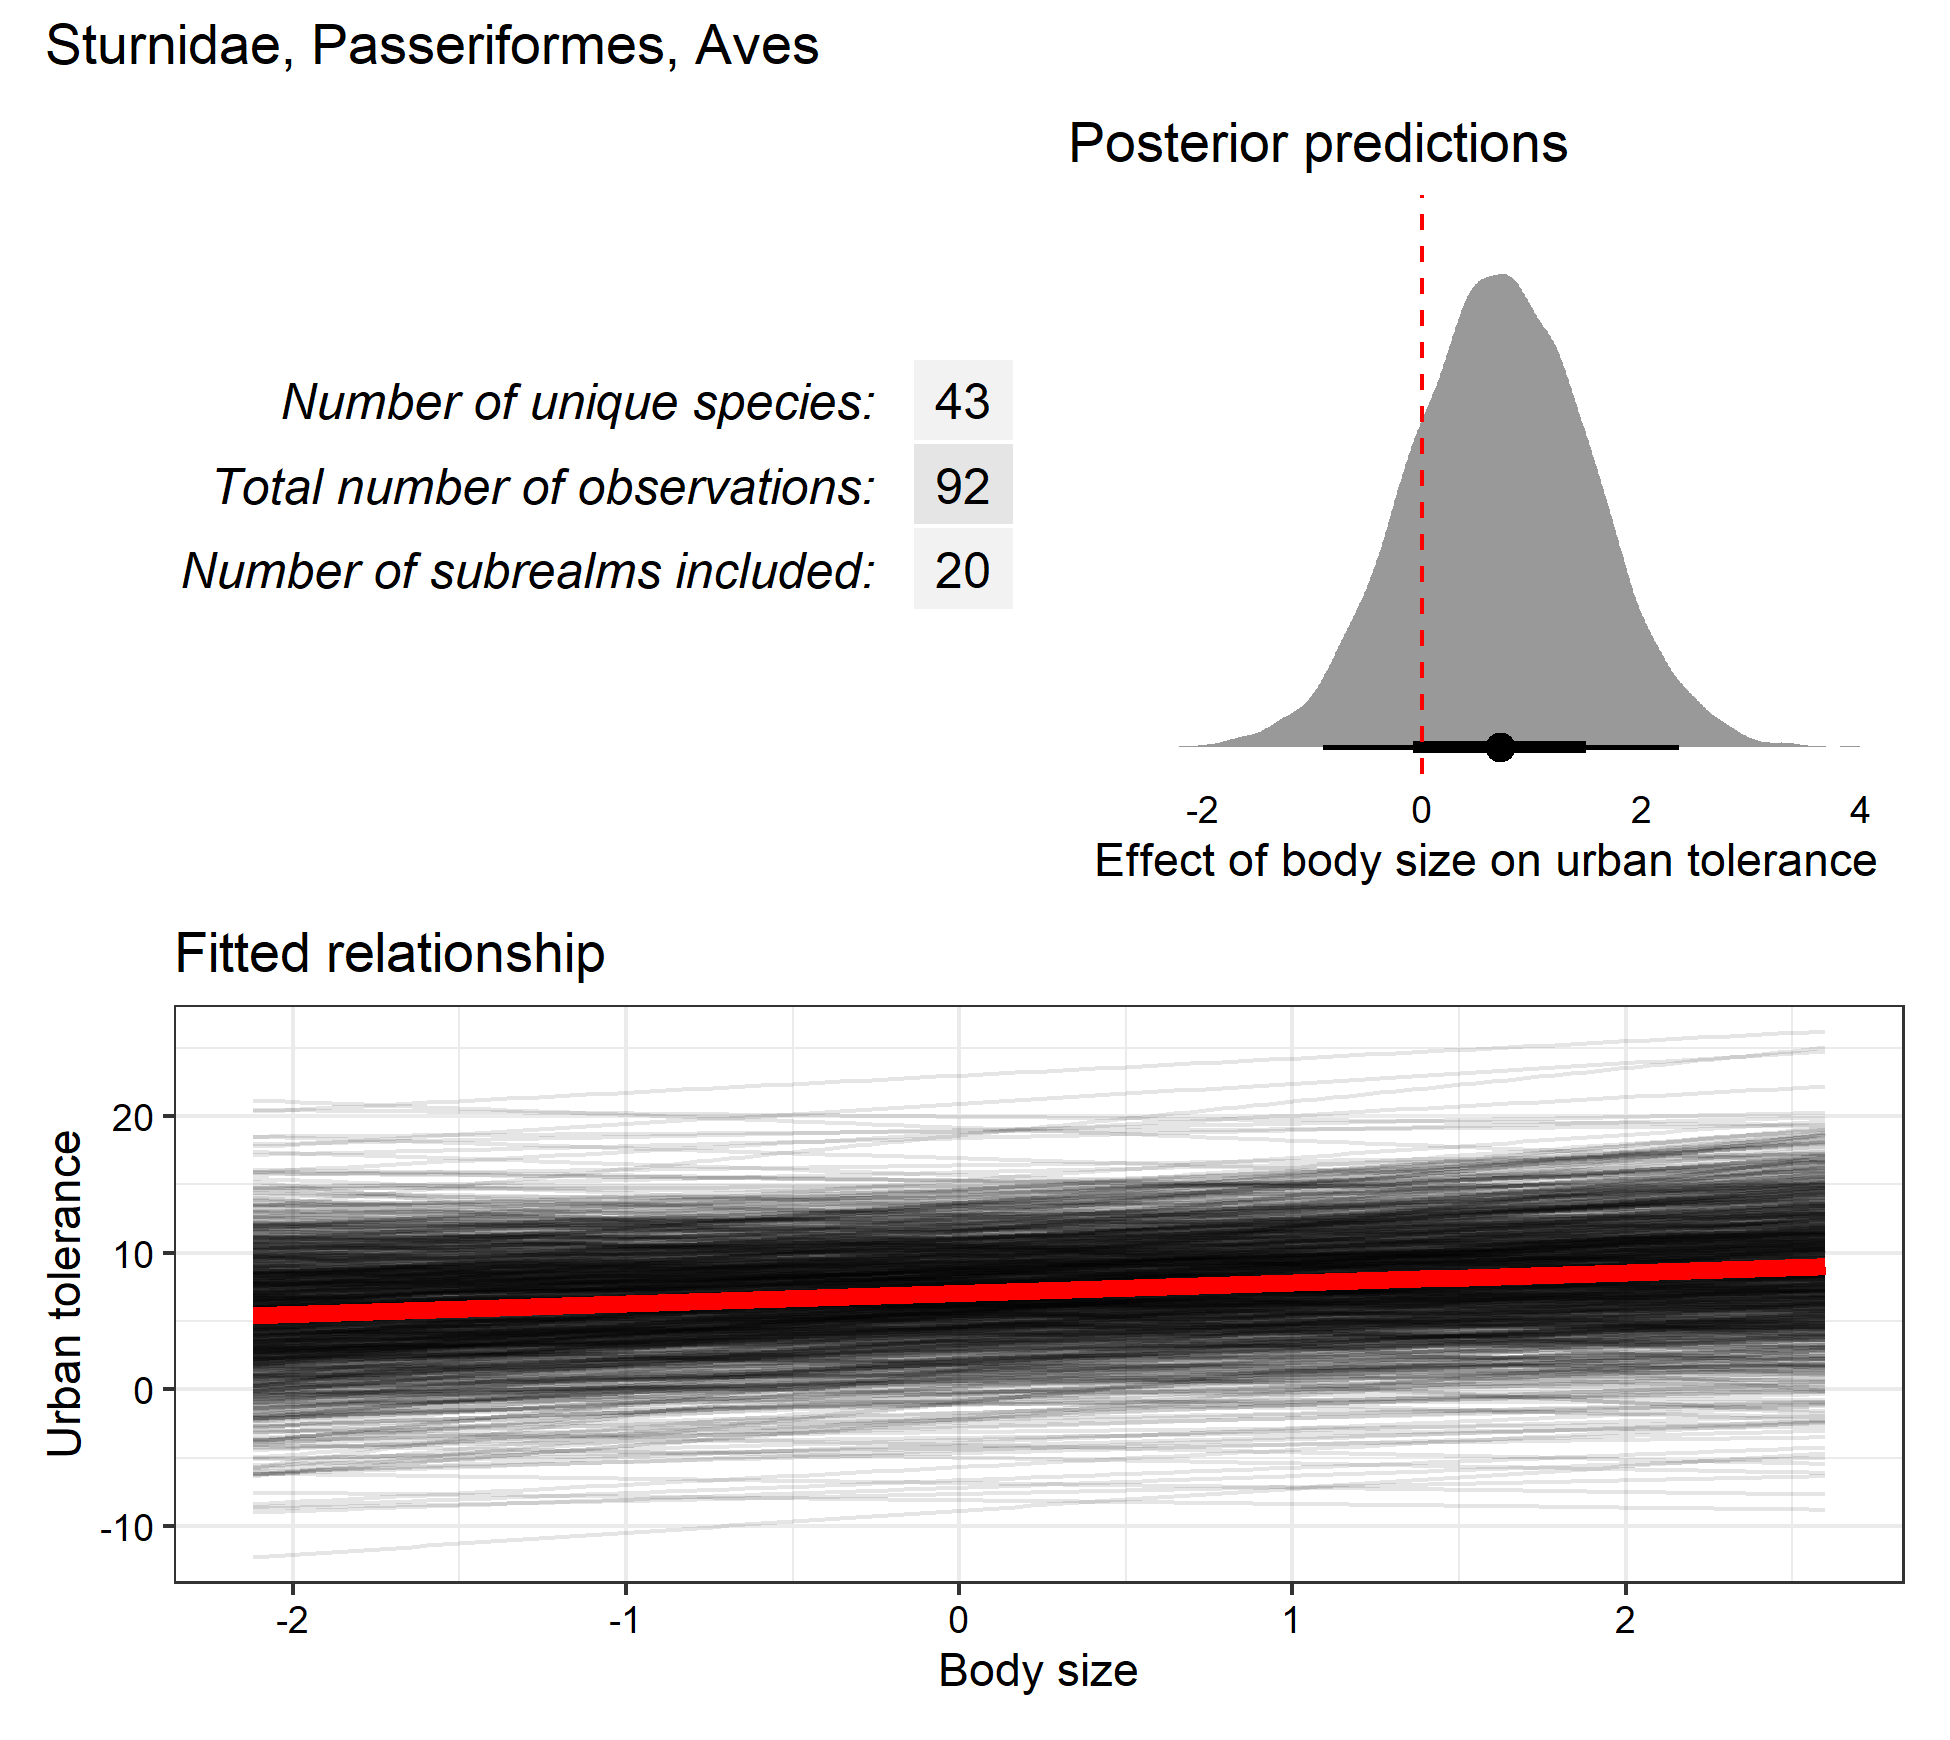 Sturnidae, Passeriformes, Aves
Posterior predictions
Number of unique species: 43
Total number of observations: 92
Number of subrealms included: 20
-2 0 2 4
Effect of body size on urban tolerance
Fitted relationship
Urban tolerance
20
10
0
-10
-2 -1 0 1 2
Body size